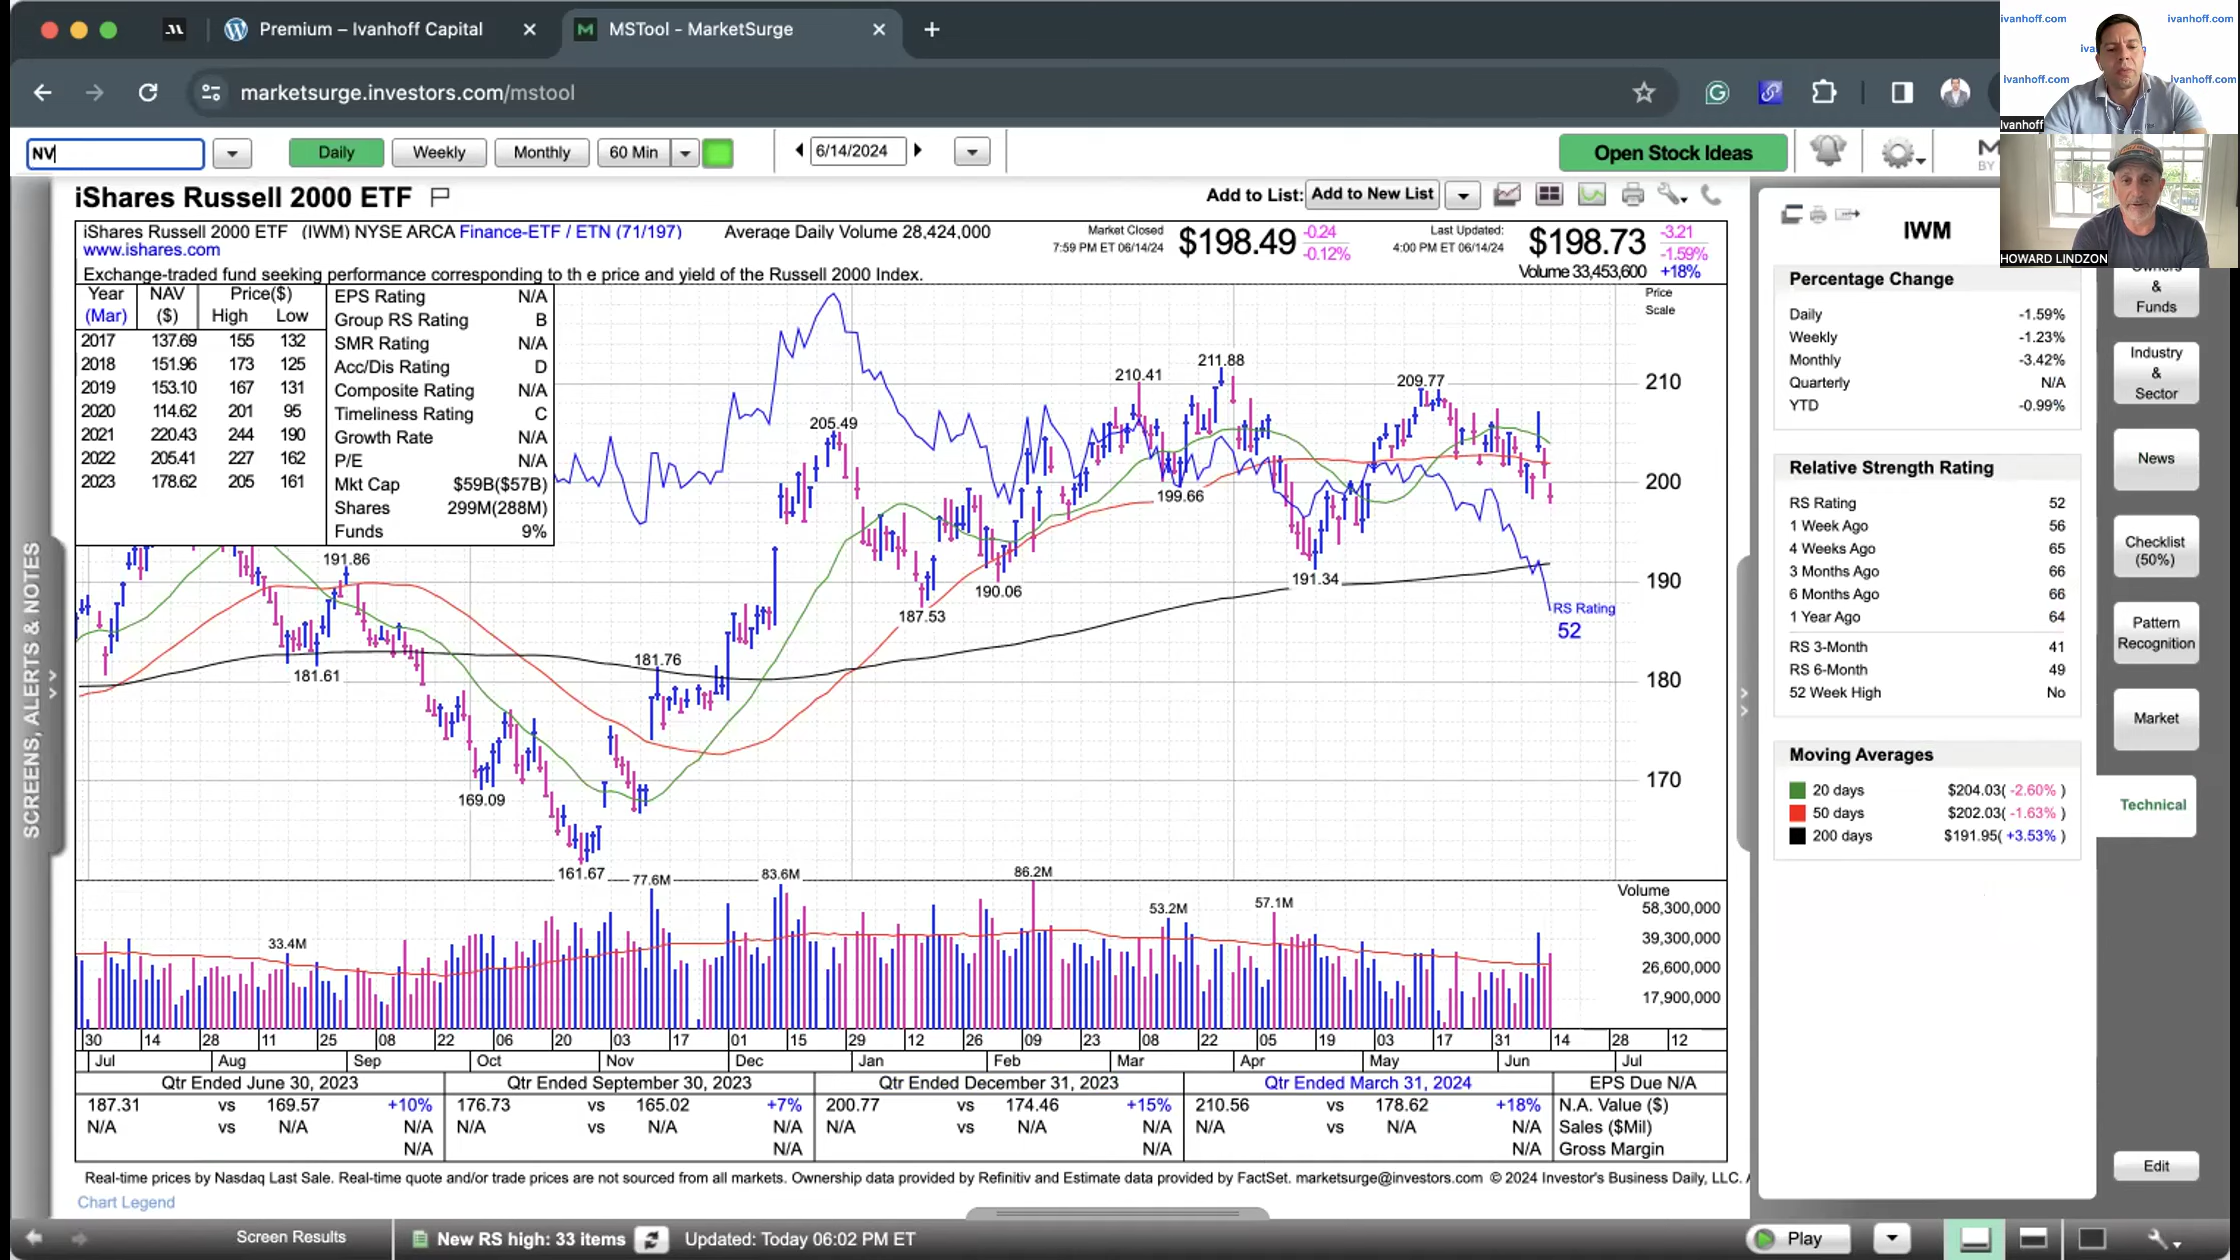 Premium – Ivanhoff Capital
MSTool - MarketSurge
marketsurge.investors.com/mstool
ivanhoff.com
ivanhoff.com
ivanhoff.com
ivanhoff.com
Ivanhoff
HOWARD LINDZON
NV
Daily
Weekly
Monthly
60 Min
6/14/2024
Open Stock Ideas
iShares Russell 2000 ETF
Add to List:
Add to New List
iShares Russell 2000 ETF (IWM) NYSE ARCA Finance-ETF / ETN (71/197) Average Daily Volume 28,424,000
www.ishares.com
Market Closed
7:59 PM ET 06/14/24
$198.49
-0.24
-0.12%
Last Updated:
4:00 PM ET 06/14/24
$198.73
-3.21
-1.59%
Volume 33,453,600 +18%
Exchange-traded fund seeking performance corresponding to th e price and yield of the Russell 2000 Index.
Year NAV Price($)
(Mar) ($) High Low
2017 137.69 155 132
2018 151.96 173 125
2019 153.10 167 131
2020 114.62 201 95
2021 220.43 244 190
2022 205.41 227 162
2023 178.62 205 161
EPS Rating N/A
Group RS Rating B
SMR Rating N/A
Acc/Dis Rating D
Composite Rating N/A
Timeliness Rating C
Growth Rate N/A
P/E N/A
Mkt Cap $59B($57B)
Shares 299M(288M)
Funds 9%
Price
Scale
210
200
190
180
170
191.86
181.61
169.09
161.67
181.76
205.49
187.53
190.06
210.41
199.66
211.88
191.34
209.77
RS Rating
52
Volume
58,300,000
39,300,000
26,600,000
17,900,000
33.4M
77.6M
83.6M
86.2M
53.2M
57.1M
30 14 28 11 25 08 22 06 20 03 17 01 15 29 12 26 09 23 08 22 05 19 03 17 31 14 28 12
Jul Aug Sep Oct Nov Dec Jan Feb Mar Apr May Jun Jul
Qtr Ended June 30, 2023 Qtr Ended September 30, 2023 Qtr Ended December 31, 2023 Qtr Ended March 31, 2024 EPS Due N/A
187.31 vs 169.57 +10% 176.73 vs 165.02 +7% 200.77 vs 174.46 +15% 210.56 vs 178.62 +18% N.A. Value ($)
N/A vs N/A N/A N/A vs N/A N/A N/A vs N/A N/A N/A vs N/A N/A Sales ($Mil)
N/A N/A N/A N/A Gross Margin
Real-time prices by Nasdaq Last Sale. Real-time quote and/or trade prices are not sourced from all markets. Ownership data provided by Refinitiv and Estimate data provided by FactSet. marketsurge@investors.com © 2024 Investor's Business Daily, LLC.
Chart Legend
SCREENS, ALERTS & NOTES
IWM
Percentage Change
Daily -1.59%
Weekly -1.23%
Monthly -3.42%
Quarterly N/A
YTD -0.99%
Relative Strength Rating
RS Rating 52
1 Week Ago 56
4 Weeks Ago 65
3 Months Ago 66
6 Months Ago 66
1 Year Ago 64
RS 3-Month 41
RS 6-Month 49
52 Week High No
Moving Averages
20 days $204.03( -2.60% )
50 days $202.03( -1.63% )
200 days $191.95( +3.53% )
& Funds
Industry & Sector
News
Checklist (50%)
Pattern Recognition
Market
Technical
Edit
Screen Results
New RS high: 33 items
Updated: Today 06:02 PM ET
Play